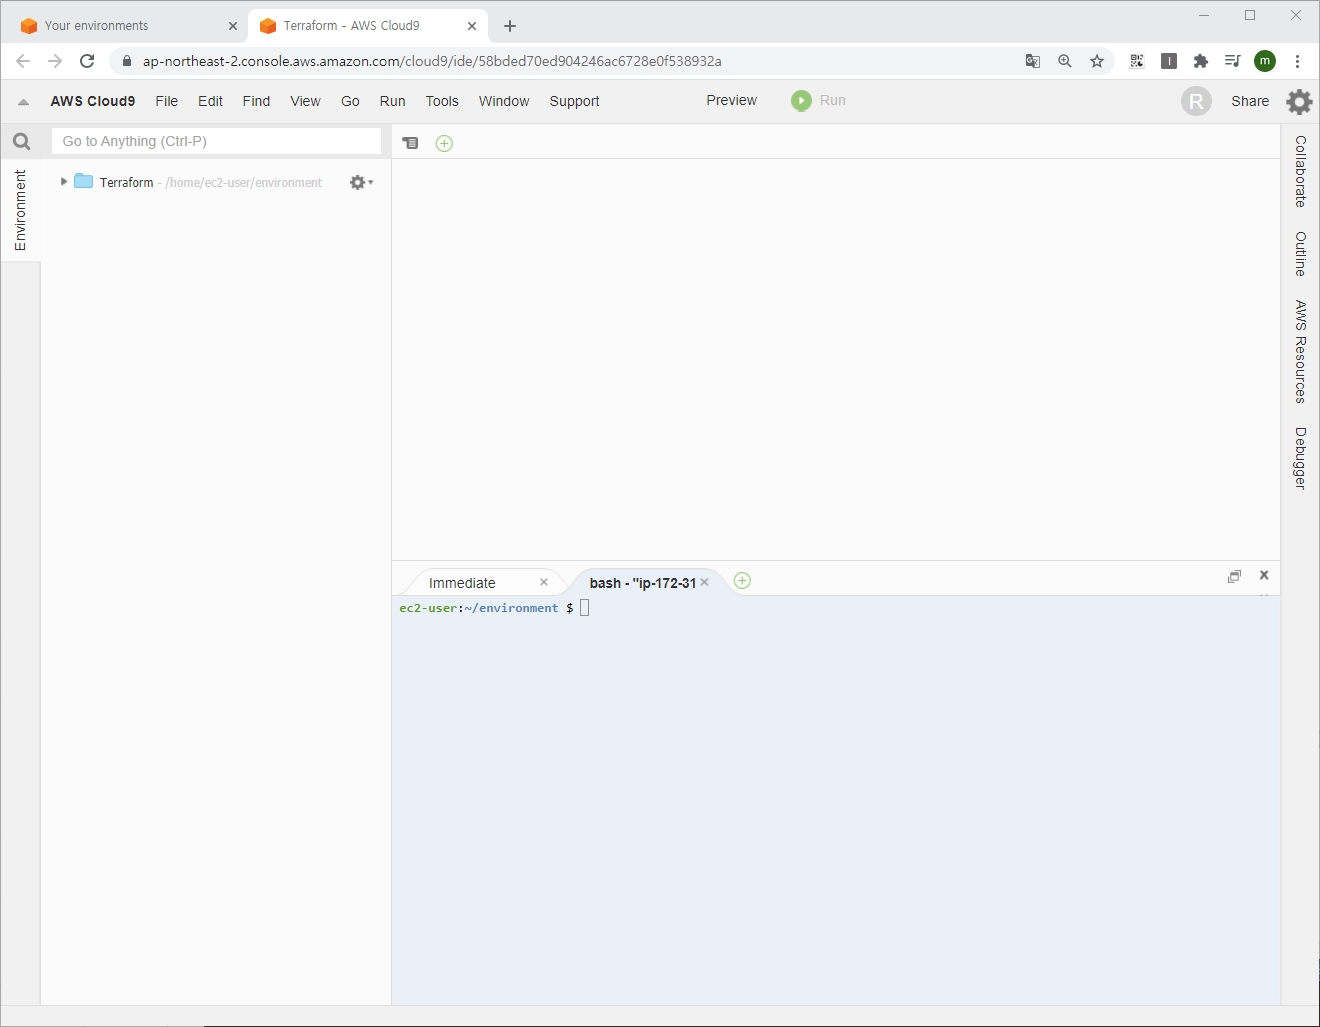 Your environments
Terraform - AWS Cloud9
ap-northeast-2.console.aws.amazon.com/cloud9/ide/58bded70ed904246ac6728e0f538932a
I
m
AWS Cloud9 File Edit Find View Go Run Tools Window Support Preview Run R Share
Go to Anything (Ctrl-P)
Environment
Terraform - /home/ec2-user/environment
Collaborate
Outline
AWS Resources
Debugger
Immediate
bash - "ip-172-31
ec2-user:~/environment $